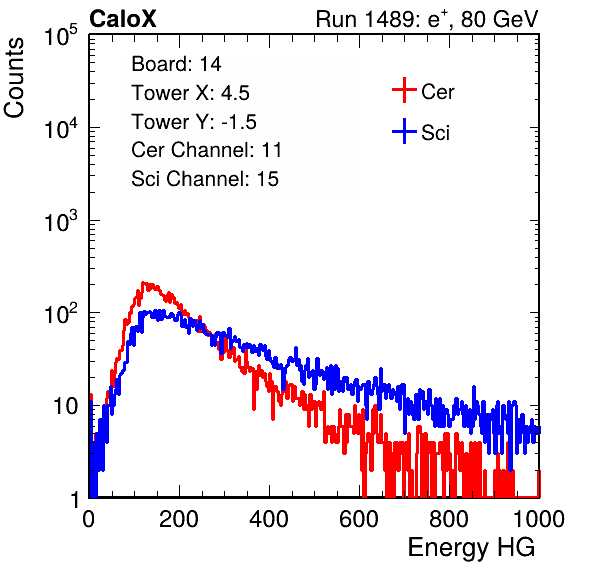 CaloX Run 1489: e⁺, 80 GeV
Counts
Board: 14
Tower X: 4.5
Tower Y: -1.5
Cer Channel: 11
Sci Channel: 15
Cer
Sci
10⁵
10⁴
10³
10²
10
1
0 200 400 600 800 1000
Energy HG